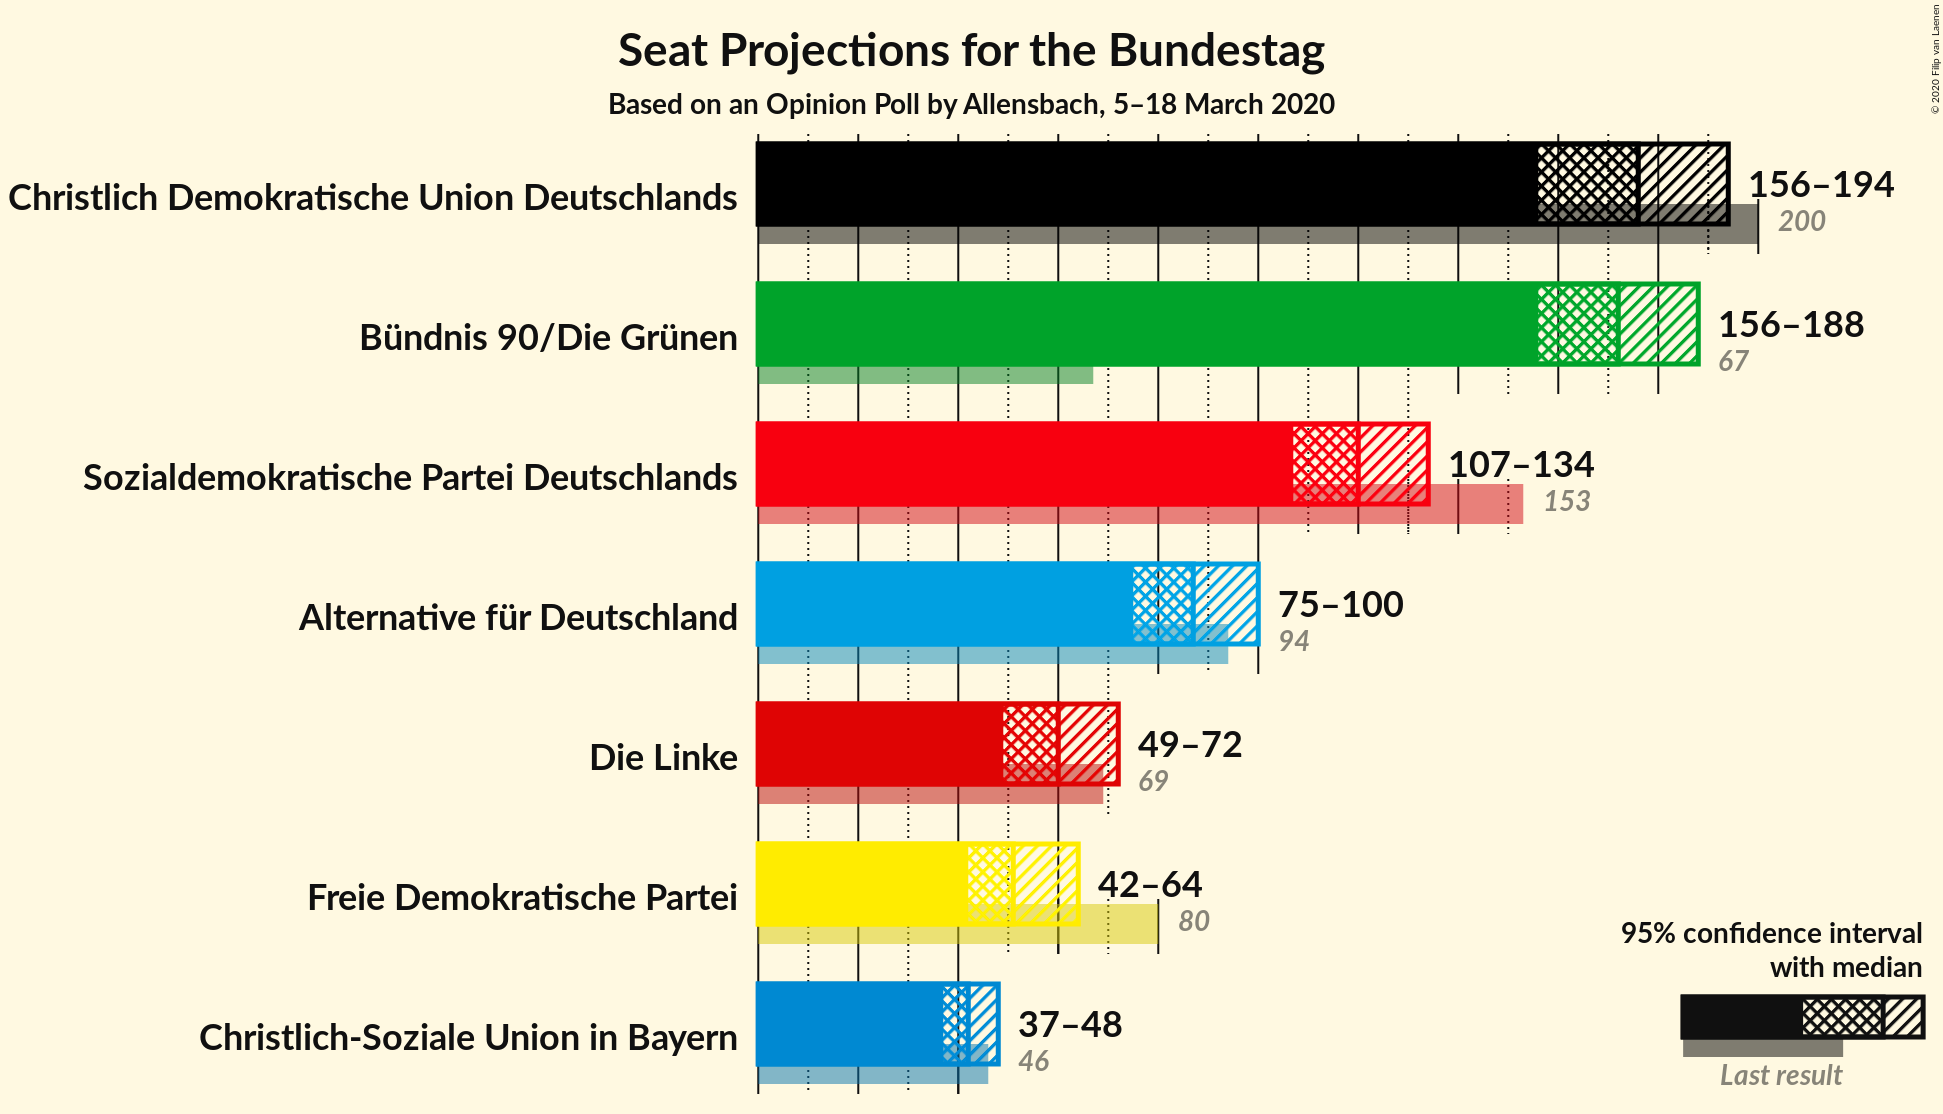 Seat Projections for the Bundestag
Based on an Opinion Poll by Allensbach, 5–18 March 2020
© 2020 Filip van Laenen
Christlich Demokratische Union Deutschlands
156–194
200
Bündnis 90/Die Grünen
156–188
67
Sozialdemokratische Partei Deutschlands
107–134
153
Alternative für Deutschland
75–100
94
Die Linke
49–72
69
Freie Demokratische Partei
42–64
80
Christlich-Soziale Union in Bayern
37–48
46
95% confidence interval
with median
Last result